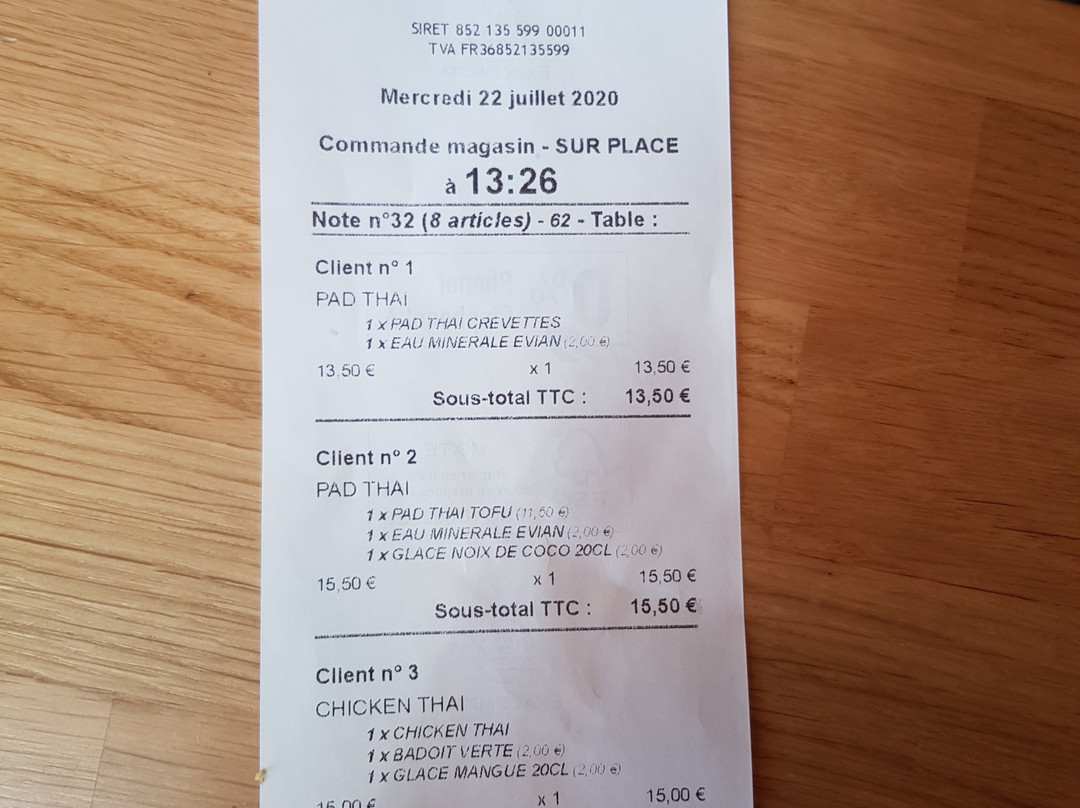 SIRET 852 135 599 00011
TVA FR36852135599
Mercredi 22 juillet 2020
Commande magasin - SUR PLACE
à 13:26
Note n°32 (8 articles) - 62 - Table :
Client n° 1
PAD THAI
1 x PAD THAI CREVETTES
1 x EAU MINERALE EVIAN (2,00 €)
13,50 € x 1 13,50 €
Sous-total TTC : 13,50 €
Client n° 2
PAD THAI
1 x PAD THAI TOFU (11,50 €)
1 x EAU MINERALE EVIAN (2,00 €)
1 x GLACE NOIX DE COCO 20CL (2,00 €)
15,50 € x 1 15,50 €
Sous-total TTC : 15,50 €
Client n° 3
CHICKEN THAI
1 x CHICKEN THAI
1 x BADOIT VERTE (2,00 €)
1 x GLACE MANGUE 20CL (2,00 €)
x 1 15,00 €